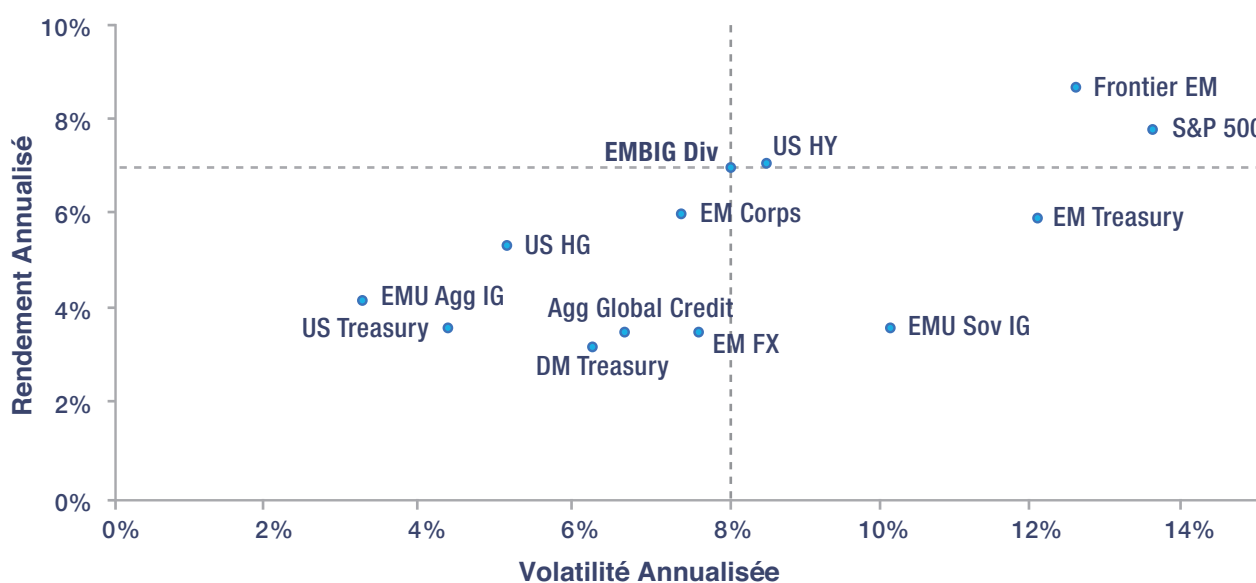 10%
8%
6%
4%
2%
0%
Rendement Annualisé
Frontier EM
S&P 500
US HY
EMBIG Div
EM Corps
EM Treasury
US HG
EMU Agg IG
Agg Global Credit
US Treasury
EMU Sov IG
EM FX
DM Treasury
0%
2%
4%
6%
8%
10%
12%
14%
Volatilité Annualisée